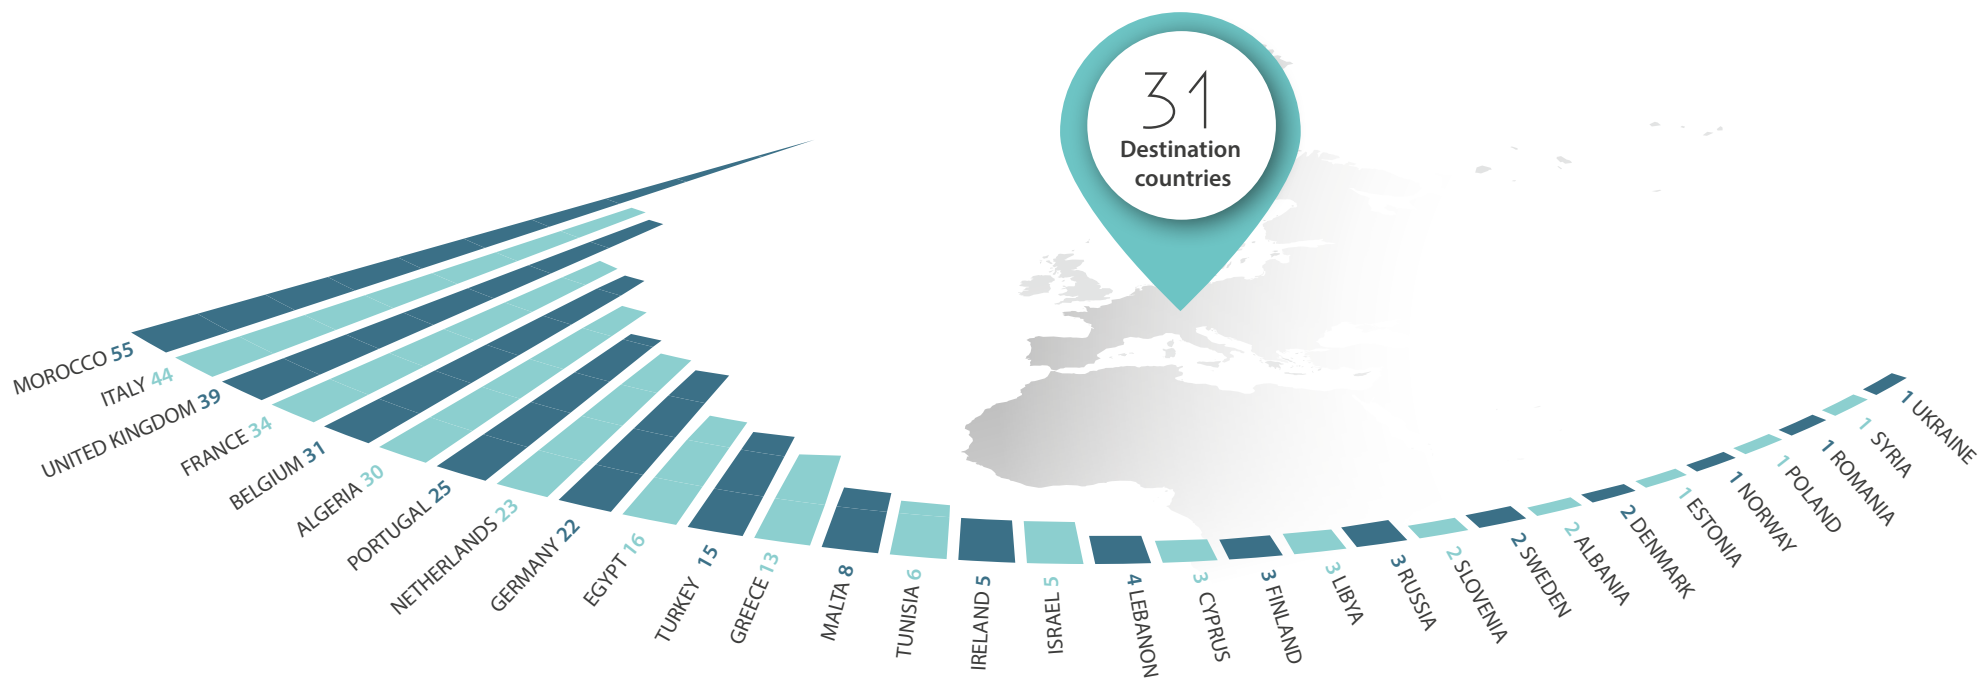 31
Destination
countries
MOROCCO 55
ITALY 44
UNITED KINGDOM 39
FRANCE 34
BELGIUM 31
ALGERIA 30
PORTUGAL 25
NETHERLANDS 23
GERMANY 22
EGYPT 16
TURKEY 15
GREECE 13
MALTA 8
TUNISIA 6
IRELAND 5
ISRAEL 5
4 LEBANON
3 CYPRUS
3 FINLAND
3 LIBYA
3 RUSSIA
2 SLOVENIA
2 SWEDEN
2 ALBANIA
2 DENMARK
1 ESTONIA
1 NORWAY
1 POLAND
1 ROMANIA
1 SYRIA
1 UKRAINE